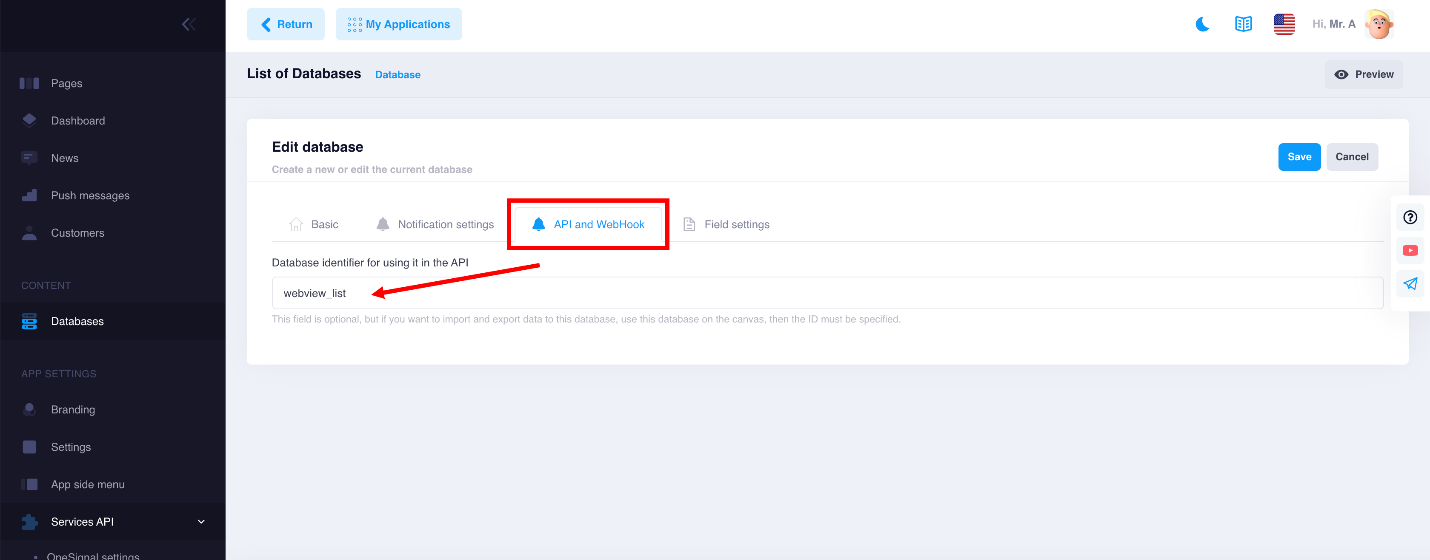 Return
My Applications
Hi, Mr. A
List of Databases
Database
Preview
Pages
Dashboard
News
Push messages
Customers
CONTENT
Databases
APP SETTINGS
Branding
Settings
App side menu
Services API
OneSignal settings
Edit database
Create a new or edit the current database
Save
Cancel
Basic
Notification settings
API and WebHook
Field settings
Database identifier for using it in the API
webview_list
This field is optional, but if you want to import and export data to this database, use this database on the canvas, then the ID must be specified.